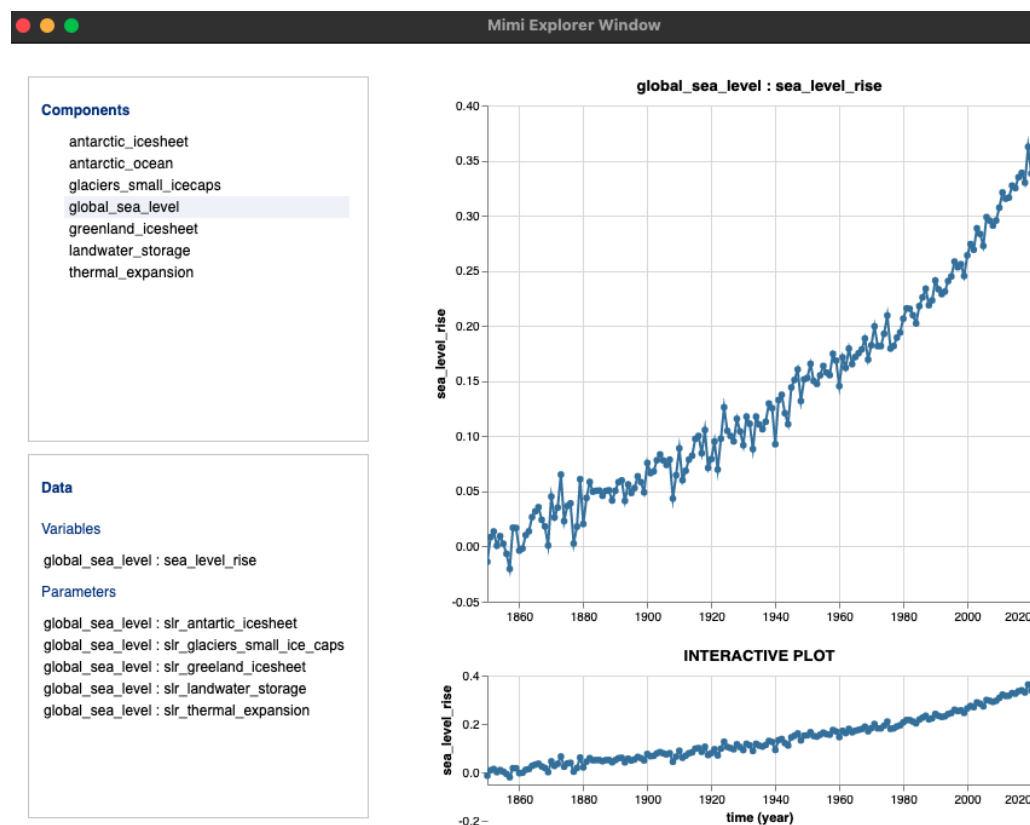 Mimi Explorer Window
Components
antarctic_icesheet
antarctic_ocean
glaciers_small_icecaps
global_sea_level
greenland_icesheet
landwater_storage
thermal_expansion
Data
Variables
global_sea_level : sea_level_rise
Parameters
global_sea_level : slr_antartic_icesheet
global_sea_level : slr_glaciers_small_ice_caps
global_sea_level : slr_greeland_icesheet
global_sea_level : slr_landwater_storage
global_sea_level : slr_thermal_expansion
global_sea_level : sea_level_rise
sea_level_rise
0.40
0.35
0.30
0.25
0.20
0.15
0.10
0.05
0.00
-0.05
1860 1880 1900 1920 1940 1960 1980 2000 2020
INTERACTIVE PLOT
sea_level_rise
0.4
0.2
0.0
-0.2
1860 1880 1900 1920 1940 1960 1980 2000 2020
time (year)